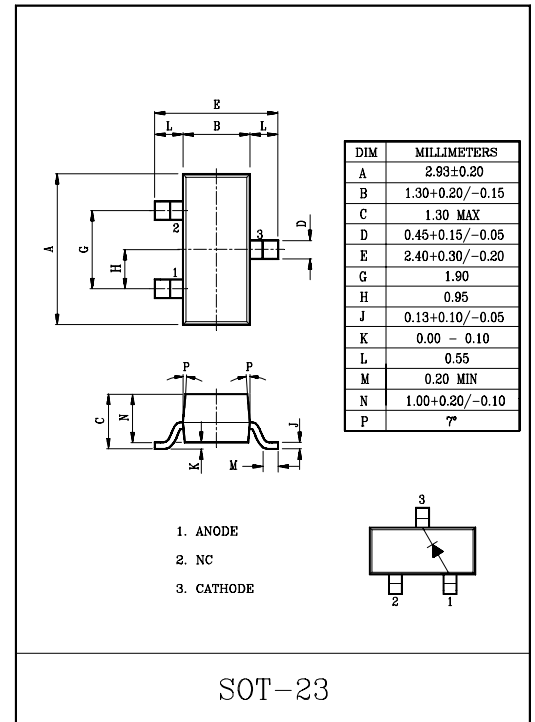 E
L B L
DIM MILLIMETERS
A 2.93±0.20
B 1.30+0.20/-0.15
C 1.30 MAX
D 0.45+0.15/-0.05
E 2.40+0.30/-0.20
G 1.90
H 0.95
J 0.13+0.10/-0.05
K 0.00 - 0.10
L 0.55
M 0.20 MIN
N 1.00+0.20/-0.10
P 7°
A
G
H
2
3
D
1
P P
C
N
K
M
J
1. ANODE
2. NC
3. CATHODE
3
2 1
SOT-23